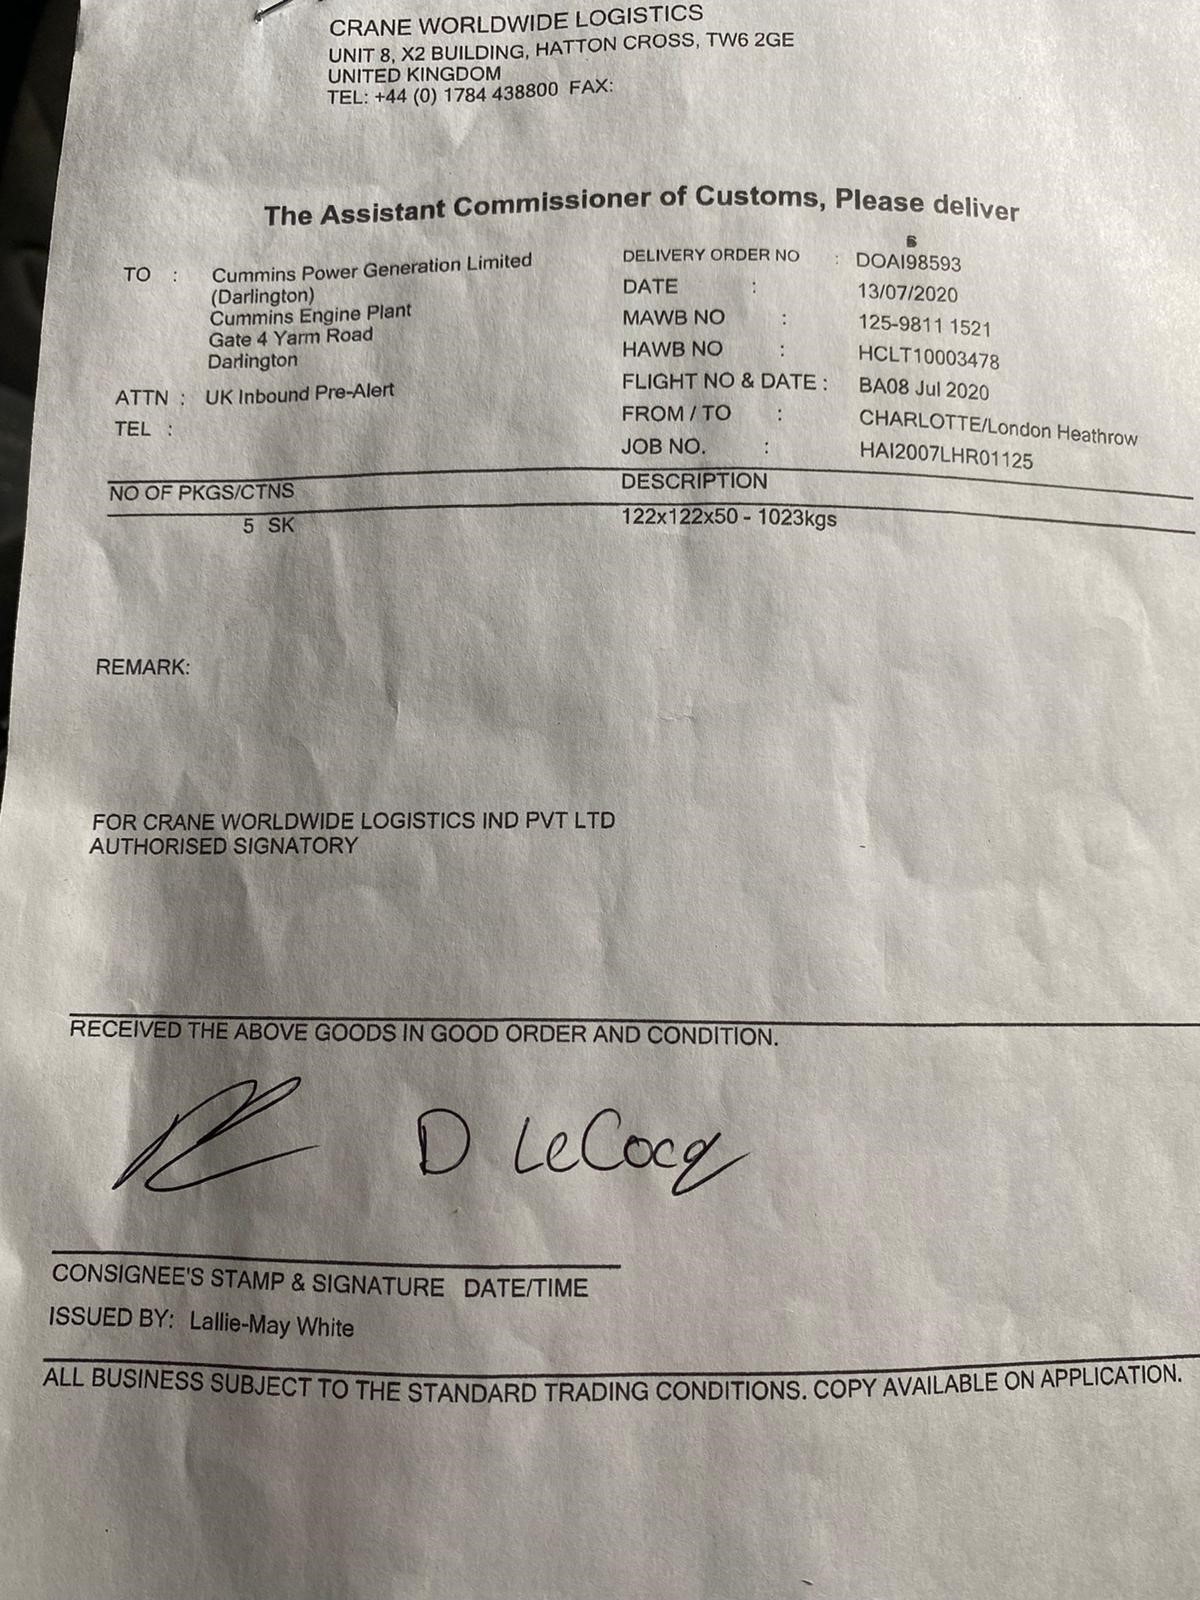 CRANE WORLDWIDE LOGISTICS
UNIT 8, X2 BUILDING, HATTON CROSS, TW6 2GE
UNITED KINGDOM
TEL: +44 (0) 1784 438800 FAX:
The Assistant Commissioner of Customs, Please deliver
TO : Cummins Power Generation Limited
(Darlington)
Cummins Engine Plant
Gate 4 Yarm Road
Darlington
ATTN : UK Inbound Pre-Alert
TEL :
DELIVERY ORDER NO : DOAI98593
DATE : 13/07/2020
MAWB NO : 125-9811 1521
HAWB NO : HCLT10003478
FLIGHT NO & DATE : BA08 Jul 2020
FROM / TO : CHARLOTTE/London Heathrow
JOB NO. : HAI2007LHR01125
NO OF PKGS/CTNS DESCRIPTION
5 SK 122x122x50 - 1023kgs
REMARK:
FOR CRANE WORLDWIDE LOGISTICS IND PVT LTD
AUTHORISED SIGNATORY
RECEIVED THE ABOVE GOODS IN GOOD ORDER AND CONDITION.
D LeCocq
CONSIGNEE'S STAMP & SIGNATURE DATE/TIME
ISSUED BY: Lallie-May White
ALL BUSINESS SUBJECT TO THE STANDARD TRADING CONDITIONS. COPY AVAILABLE ON APPLICATION.